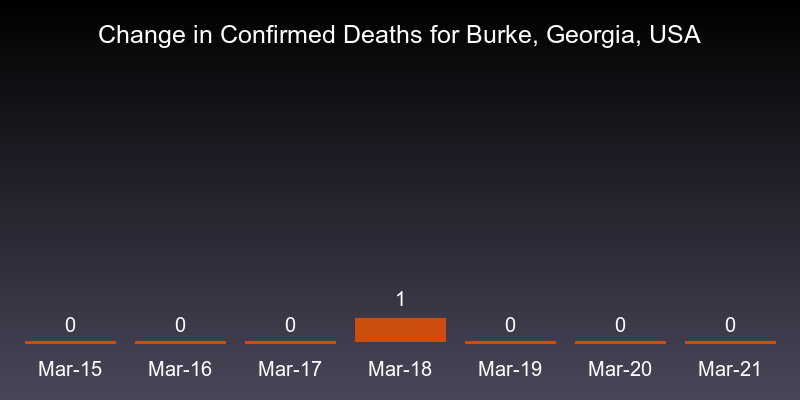 Change in Confirmed Deaths for Burke, Georgia, USA
1
0 0 0 0 0 0
Mar-15 Mar-16 Mar-17 Mar-18 Mar-19 Mar-20 Mar-21